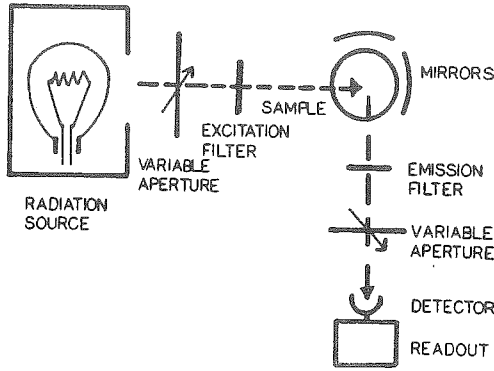 MIRRORS
SAMPLE
EXCITATION
FILTER
VARIABLE
APERTURE
RADIATION
SOURCE
EMISSION
FILTER
VARIABLE
APERTURE
DETECTOR
READOUT